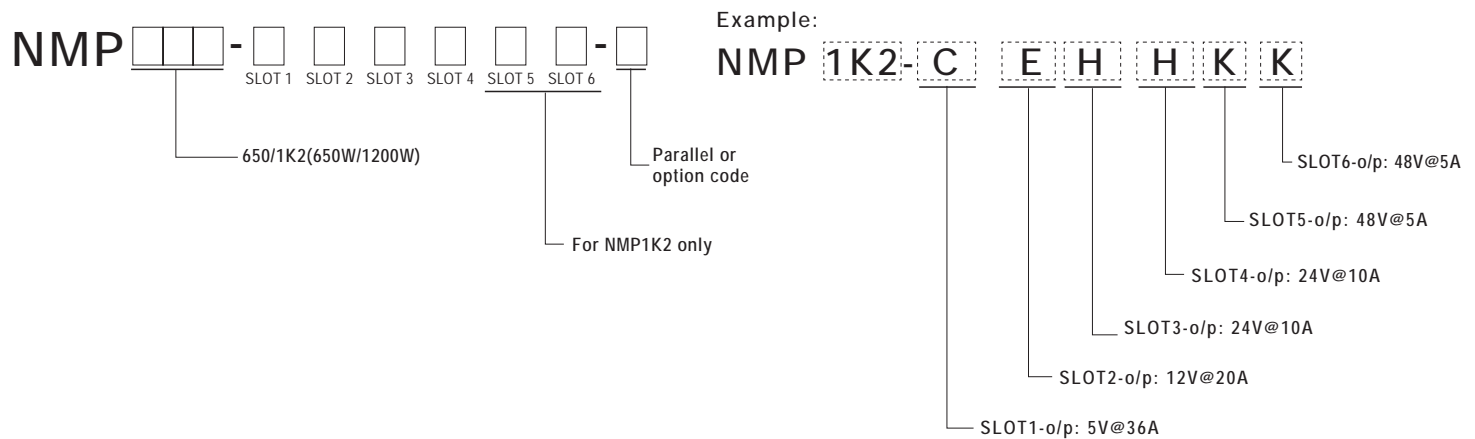 NMP - -
SLOT 1 SLOT 2 SLOT 3 SLOT 4 SLOT 5 SLOT 6
650/1K2(650W/1200W)
Parallel or
option code
For NMP1K2 only
Example:
NMP 1K2-C E H H K K
SLOT6-o/p: 48V@5A
SLOT5-o/p: 48V@5A
SLOT4-o/p: 24V@10A
SLOT3-o/p: 24V@10A
SLOT2-o/p: 12V@20A
SLOT1-o/p: 5V@36A